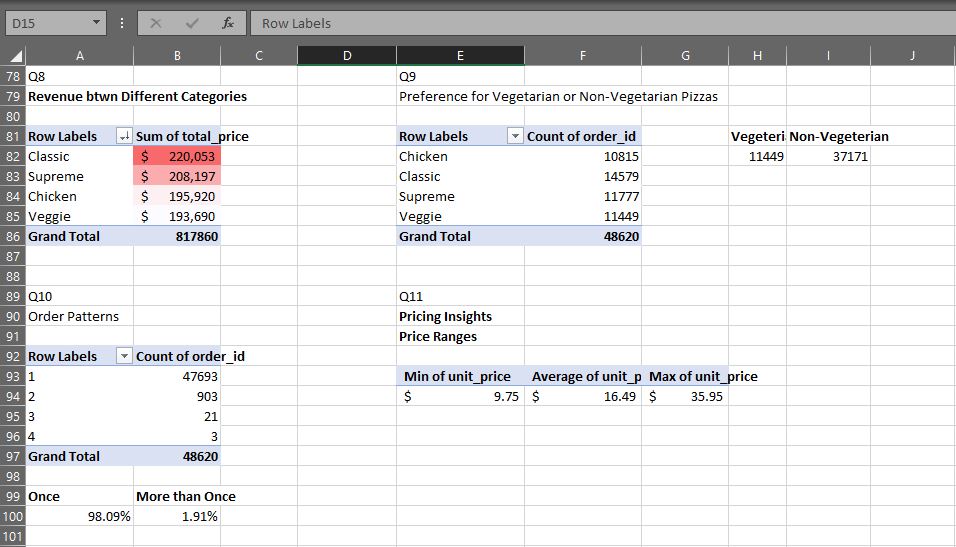 D15 fx Row Labels
A B C D E F G H I J
78 Q8 Q9
79 Revenue btwn Different Categories Preference for Vegetarian or Non-Vegetarian Pizzas
80
81 Row Labels Sum of total_price Row Labels Count of order_id Vegeteri Non-Vegeterian
82 Classic $ 220,053 Chicken 10815 11449 37171
83 Supreme $ 208,197 Classic 14579
84 Chicken $ 195,920 Supreme 11777
85 Veggie $ 193,690 Veggie 11449
86 Grand Total 817860 Grand Total 48620
87
88
89 Q10 Q11
90 Order Patterns Pricing Insights
91 Price Ranges
92 Row Labels Count of order_id
93 1 47693 Min of unit_price Average of unit_p Max of unit_price
94 2 903 $ 9.75 $ 16.49 $ 35.95
95 3 21
96 4 3
97 Grand Total 48620
98
99 Once More than Once
100 98.09% 1.91%
101